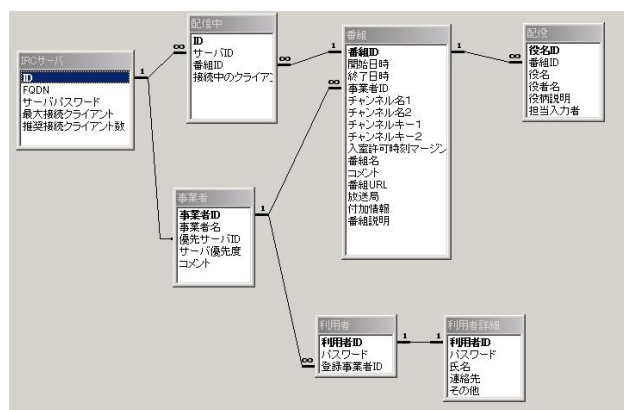 IRCサーバ
ID
FQDN
サーバパスワード
最大接続クライアント
推奨接続クライアント数
1
∞
配信中
ID
サーバID
番組ID
接続中のクライア
∞
1
番組
番組ID
開始日時
終了日時
事業者ID
チャンネル名1
チャンネル名2
チャンネルキー1
チャンネルキー2
入室許可時刻マージン
番組名
コメント
番組URL
放送局
付加情報
番組説明
∞
1
∞
配役
役名ID
番組ID
役名
役者名
役柄説明
担当入力者
事業者
事業者ID
事業者名
優先サーバID
サーバ優先度
コメント
1
∞
利用者
利用者ID
パスワード
登録事業者ID
1
1
利用者詳細
利用者ID
パスワード
氏名
連絡先
その他